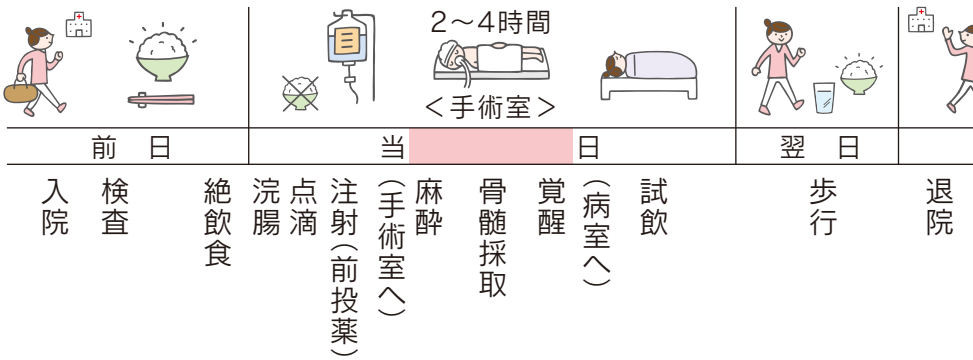 2～4時間
＜手術室＞
前　日
当　日
翌　日
入院
検査
絶飲食
浣腸
点滴
注射（前投薬）
（手術室へ）
麻酔
骨髄採取
覚醒
（病室へ）
試飲
歩行
退院